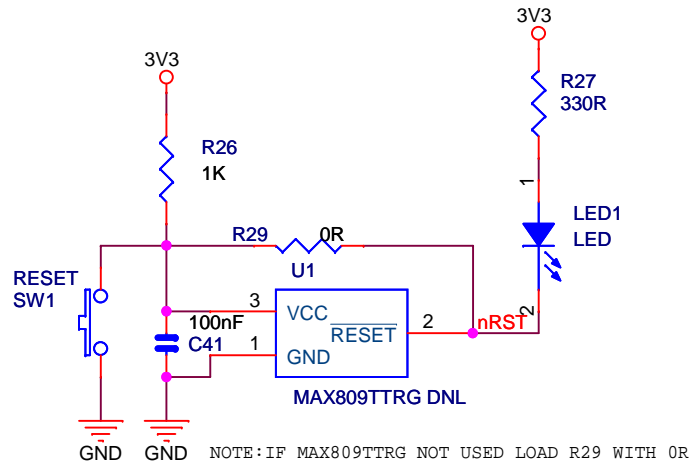 3V3
3V3
R27
330R
R26
1K
1
LED1
LED
R29 0R
U1
RESET
SW1
3 VCC
100nF
C41
RESET 2 nRST 2
1 GND
MAX809TTRG DNL
GND GND NOTE:IF MAX809TTRG NOT USED LOAD R29 WITH 0R